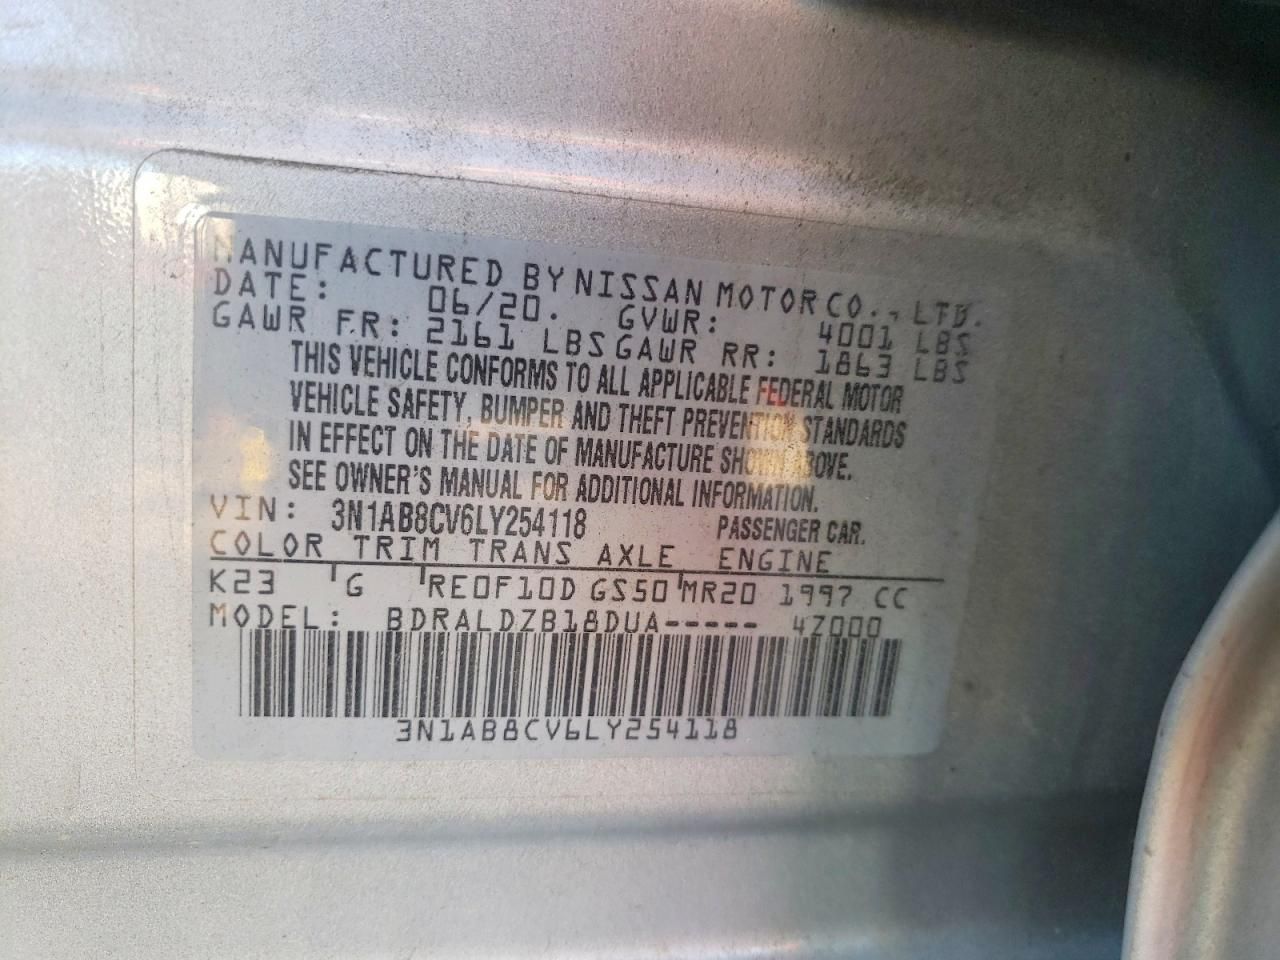 MANUFACTURED BY NISSAN MOTOR CO., LTD.
DATE: 06/20. GVWR: 4001 LBS
GAWR FR: 2161 LBS GAWR RR: 1863 LBS
THIS VEHICLE CONFORMS TO ALL APPLICABLE FEDERAL MOTOR
VEHICLE SAFETY, BUMPER AND THEFT PREVENTION STANDARDS
IN EFFECT ON THE DATE OF MANUFACTURE SHOWN ABOVE.
SEE OWNER'S MANUAL FOR ADDITIONAL INFORMATION.
VIN: 3N1AB8CV6LY254118 PASSENGER CAR.
COLOR TRIM TRANS AXLE ENGINE
K23 G RE0F10D GS50 MR20 1997 CC
MODEL: BDRALDZB18DUA----- 4Z000
3N1AB8CV6LY254118